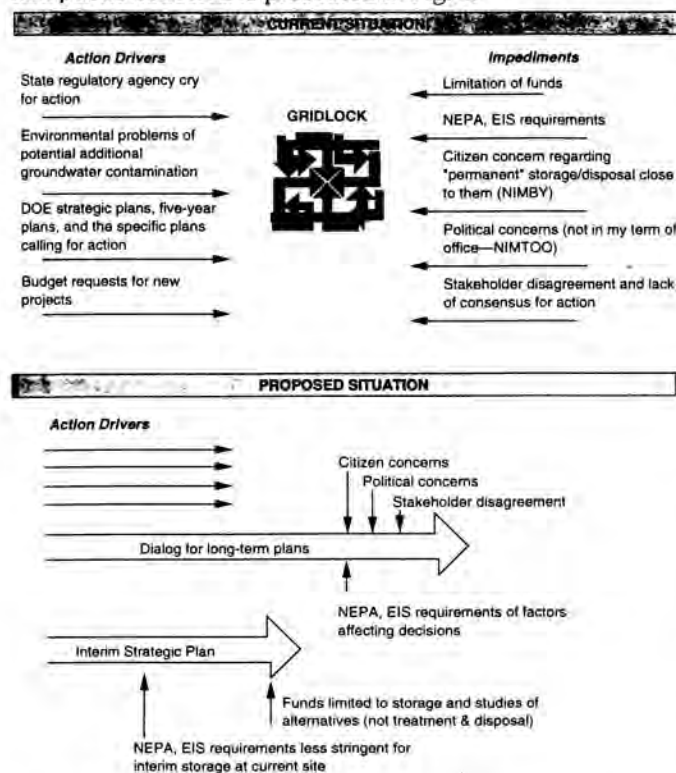 CURRENT SITUATION
Action Drivers
State regulatory agency cry
for action
Environmental problems of
potential additional
groundwater contamination
DOE strategic plans, five-year
plans, and the specific plans
calling for action
Budget requests for new
projects
GRIDLOCK
Impediments
Limitation of funds
NEPA, EIS requirements
Citizen concern regarding
"permanent" storage/disposal close
to them (NIMBY)
Political concerns (not in my term of
office—NIMTOO)
Stakeholder disagreement and lack
of consensus for action
PROPOSED SITUATION
Action Drivers
Citizen concerns
Political concerns
Stakeholder disagreement
Dialog for long-term plans
NEPA, EIS requirements of factors
affecting decisions
Interim Strategic Plan
Funds limited to storage and studies of
alternatives (not treatment & disposal)
NEPA, EIS requirements less stringent for
interim storage at current site